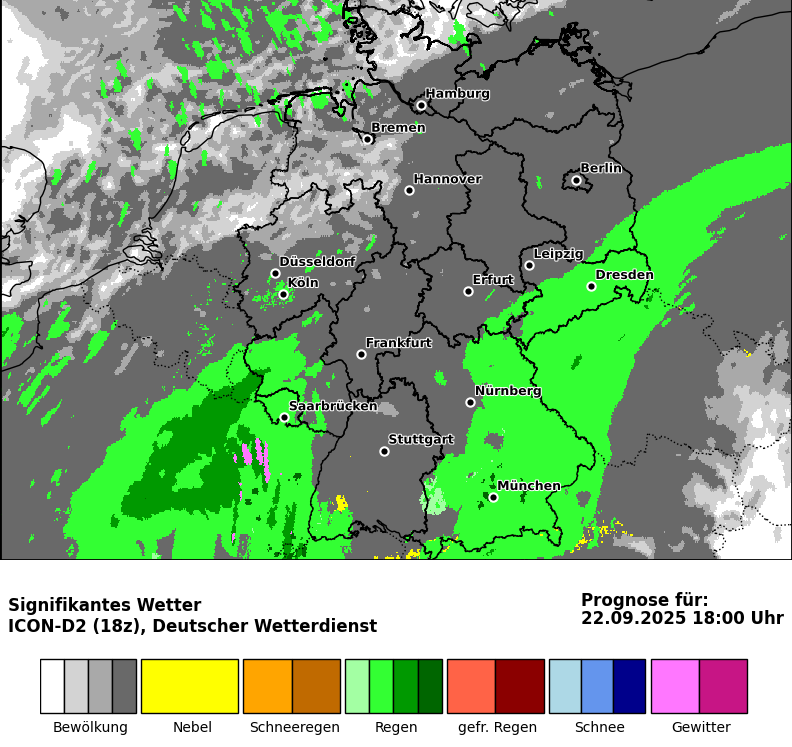 Hamburg
Bremen
Berlin
Hannover
Leipzig
Düsseldorf
Dresden
Köln
Erfurt
Frankfurt
Nürnberg
Saarbrücken
Stuttgart
München
Signifikantes Wetter
ICON-D2 (18z), Deutscher Wetterdienst
Prognose für:
22.09.2025 18:00 Uhr
Bewölkung
Nebel
Schneeregen
Regen
gefr. Regen
Schnee
Gewitter